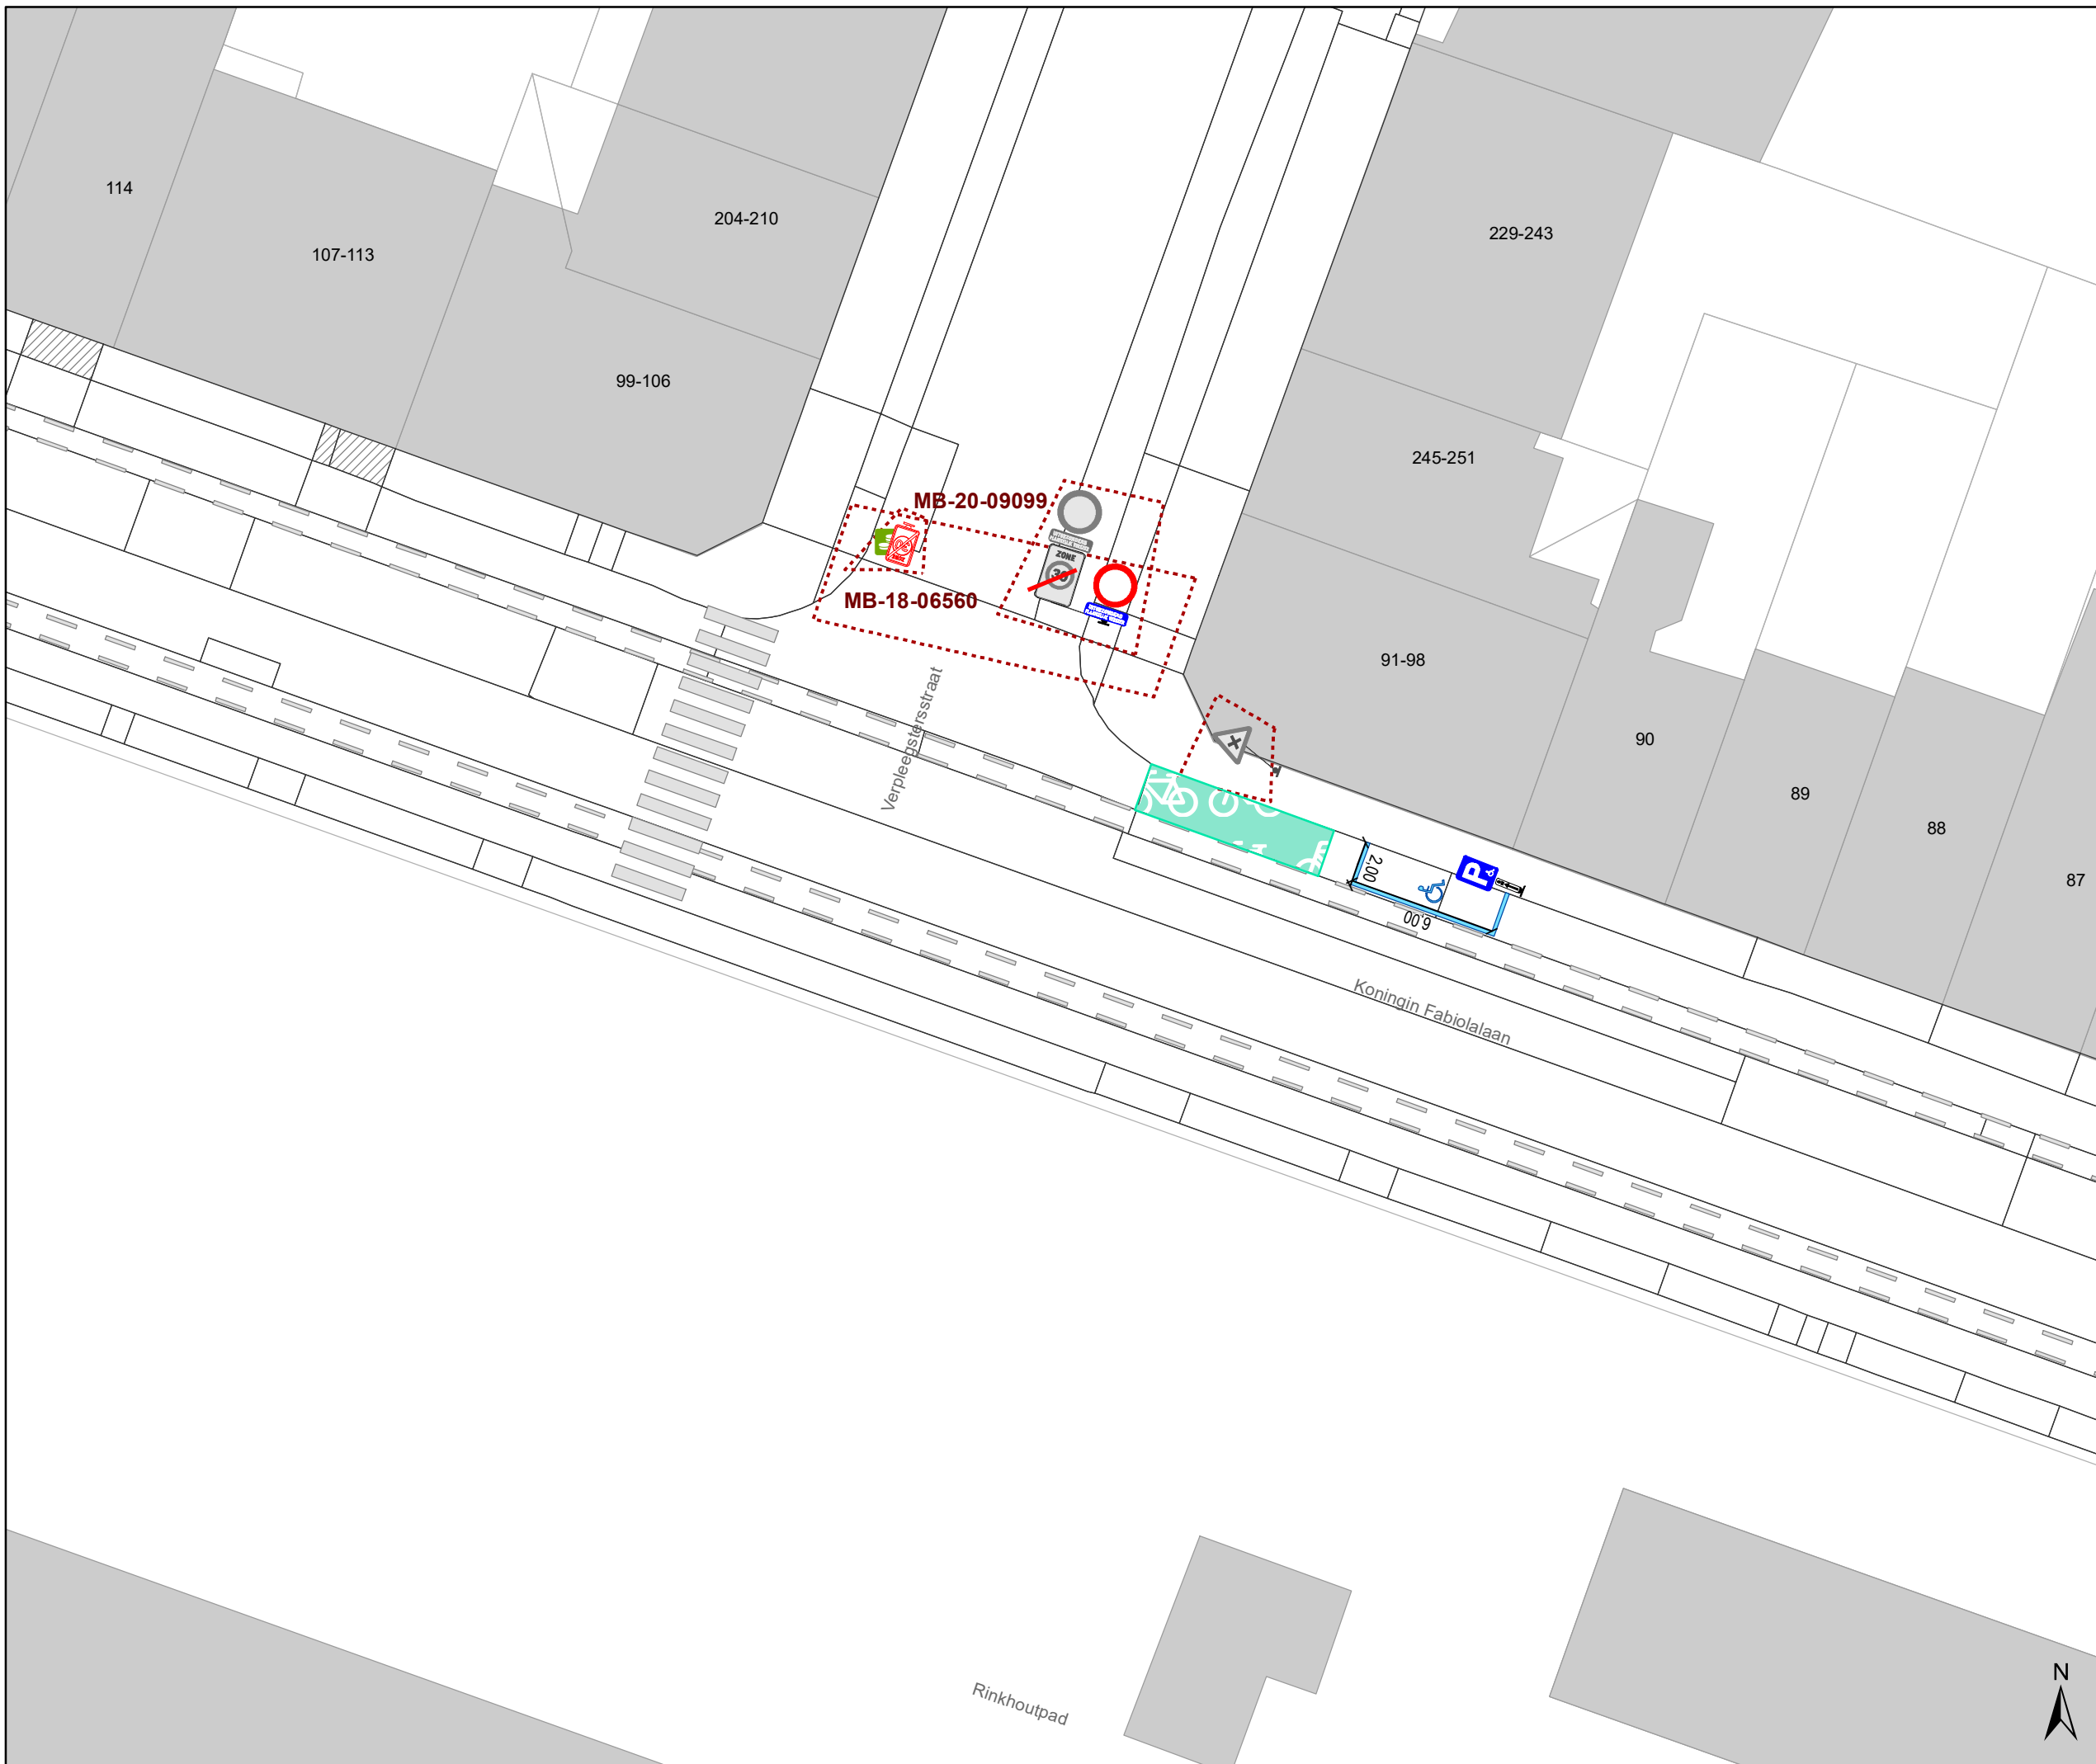 114
204-210
229-243
107-113
99-106
245-251
MB-20-09099
ZONE
30
MB-18-06560
91-98
Verpleegstersstraat
90
89
88
87
2,00
P
6,00
Koningin Fabiolalaan
Rinkhoutpad
N